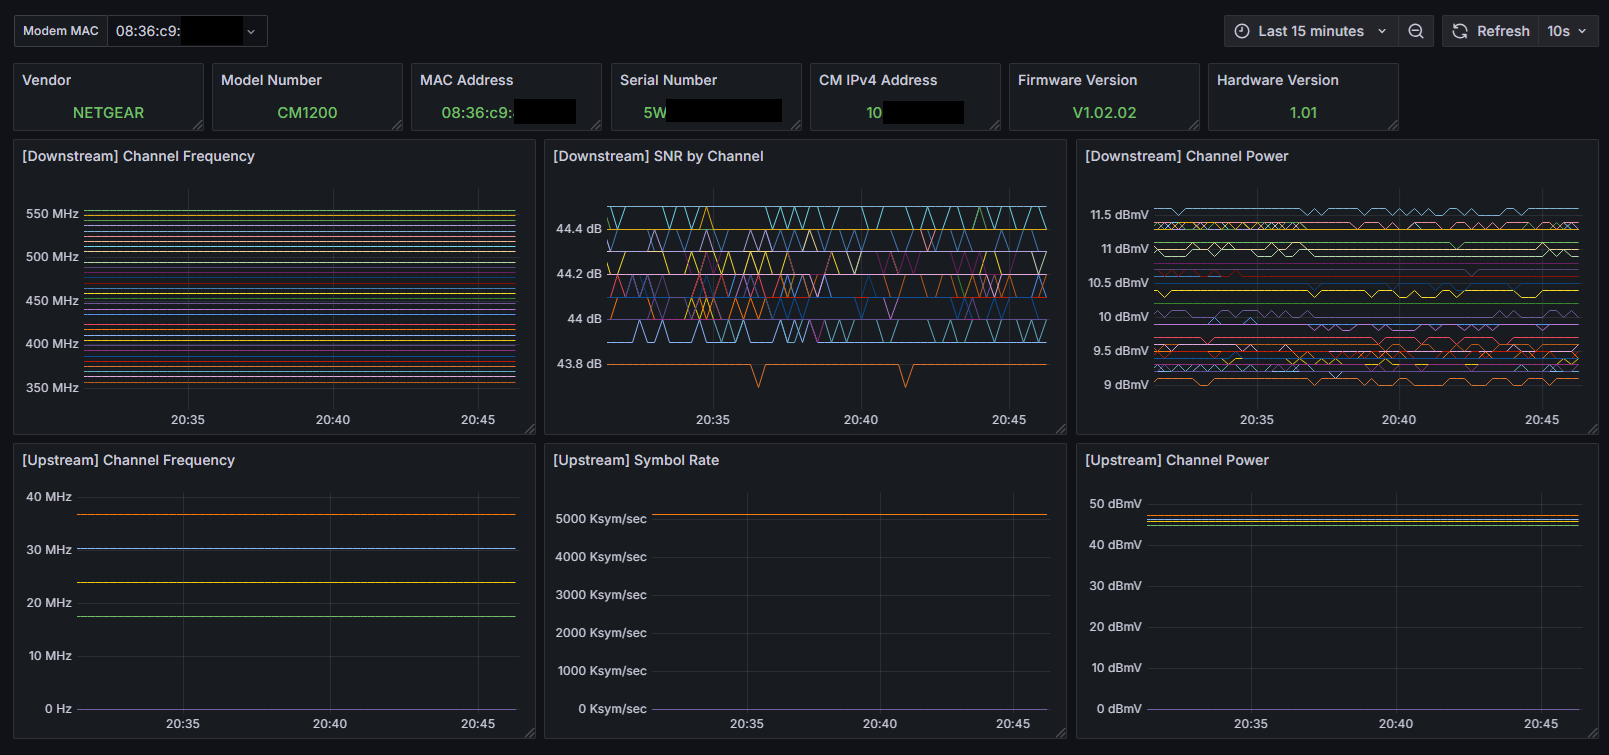 Modem MAC 08:36:c9: Last 15 minutes Refresh 10s
Vendor Model Number MAC Address Serial Number CM IPv4 Address Firmware Version Hardware Version
NETGEAR CM1200 08:36:c9: 5W 10 V1.02.02 1.01
[Downstream] Channel Frequency
550 MHz
500 MHz
450 MHz
400 MHz
350 MHz
20:35 20:40 20:45
[Downstream] SNR by Channel
44.4 dB
44.2 dB
44 dB
43.8 dB
20:35 20:40 20:45
[Downstream] Channel Power
11.5 dBmV
11 dBmV
10.5 dBmV
10 dBmV
9.5 dBmV
9 dBmV
20:35 20:40 20:45
[Upstream] Channel Frequency
40 MHz
30 MHz
20 MHz
10 MHz
0 Hz
20:35 20:40 20:45
[Upstream] Symbol Rate
5000 Ksym/sec
4000 Ksym/sec
3000 Ksym/sec
2000 Ksym/sec
1000 Ksym/sec
0 Ksym/sec
20:35 20:40 20:45
[Upstream] Channel Power
50 dBmV
40 dBmV
30 dBmV
20 dBmV
10 dBmV
0 dBmV
20:35 20:40 20:45